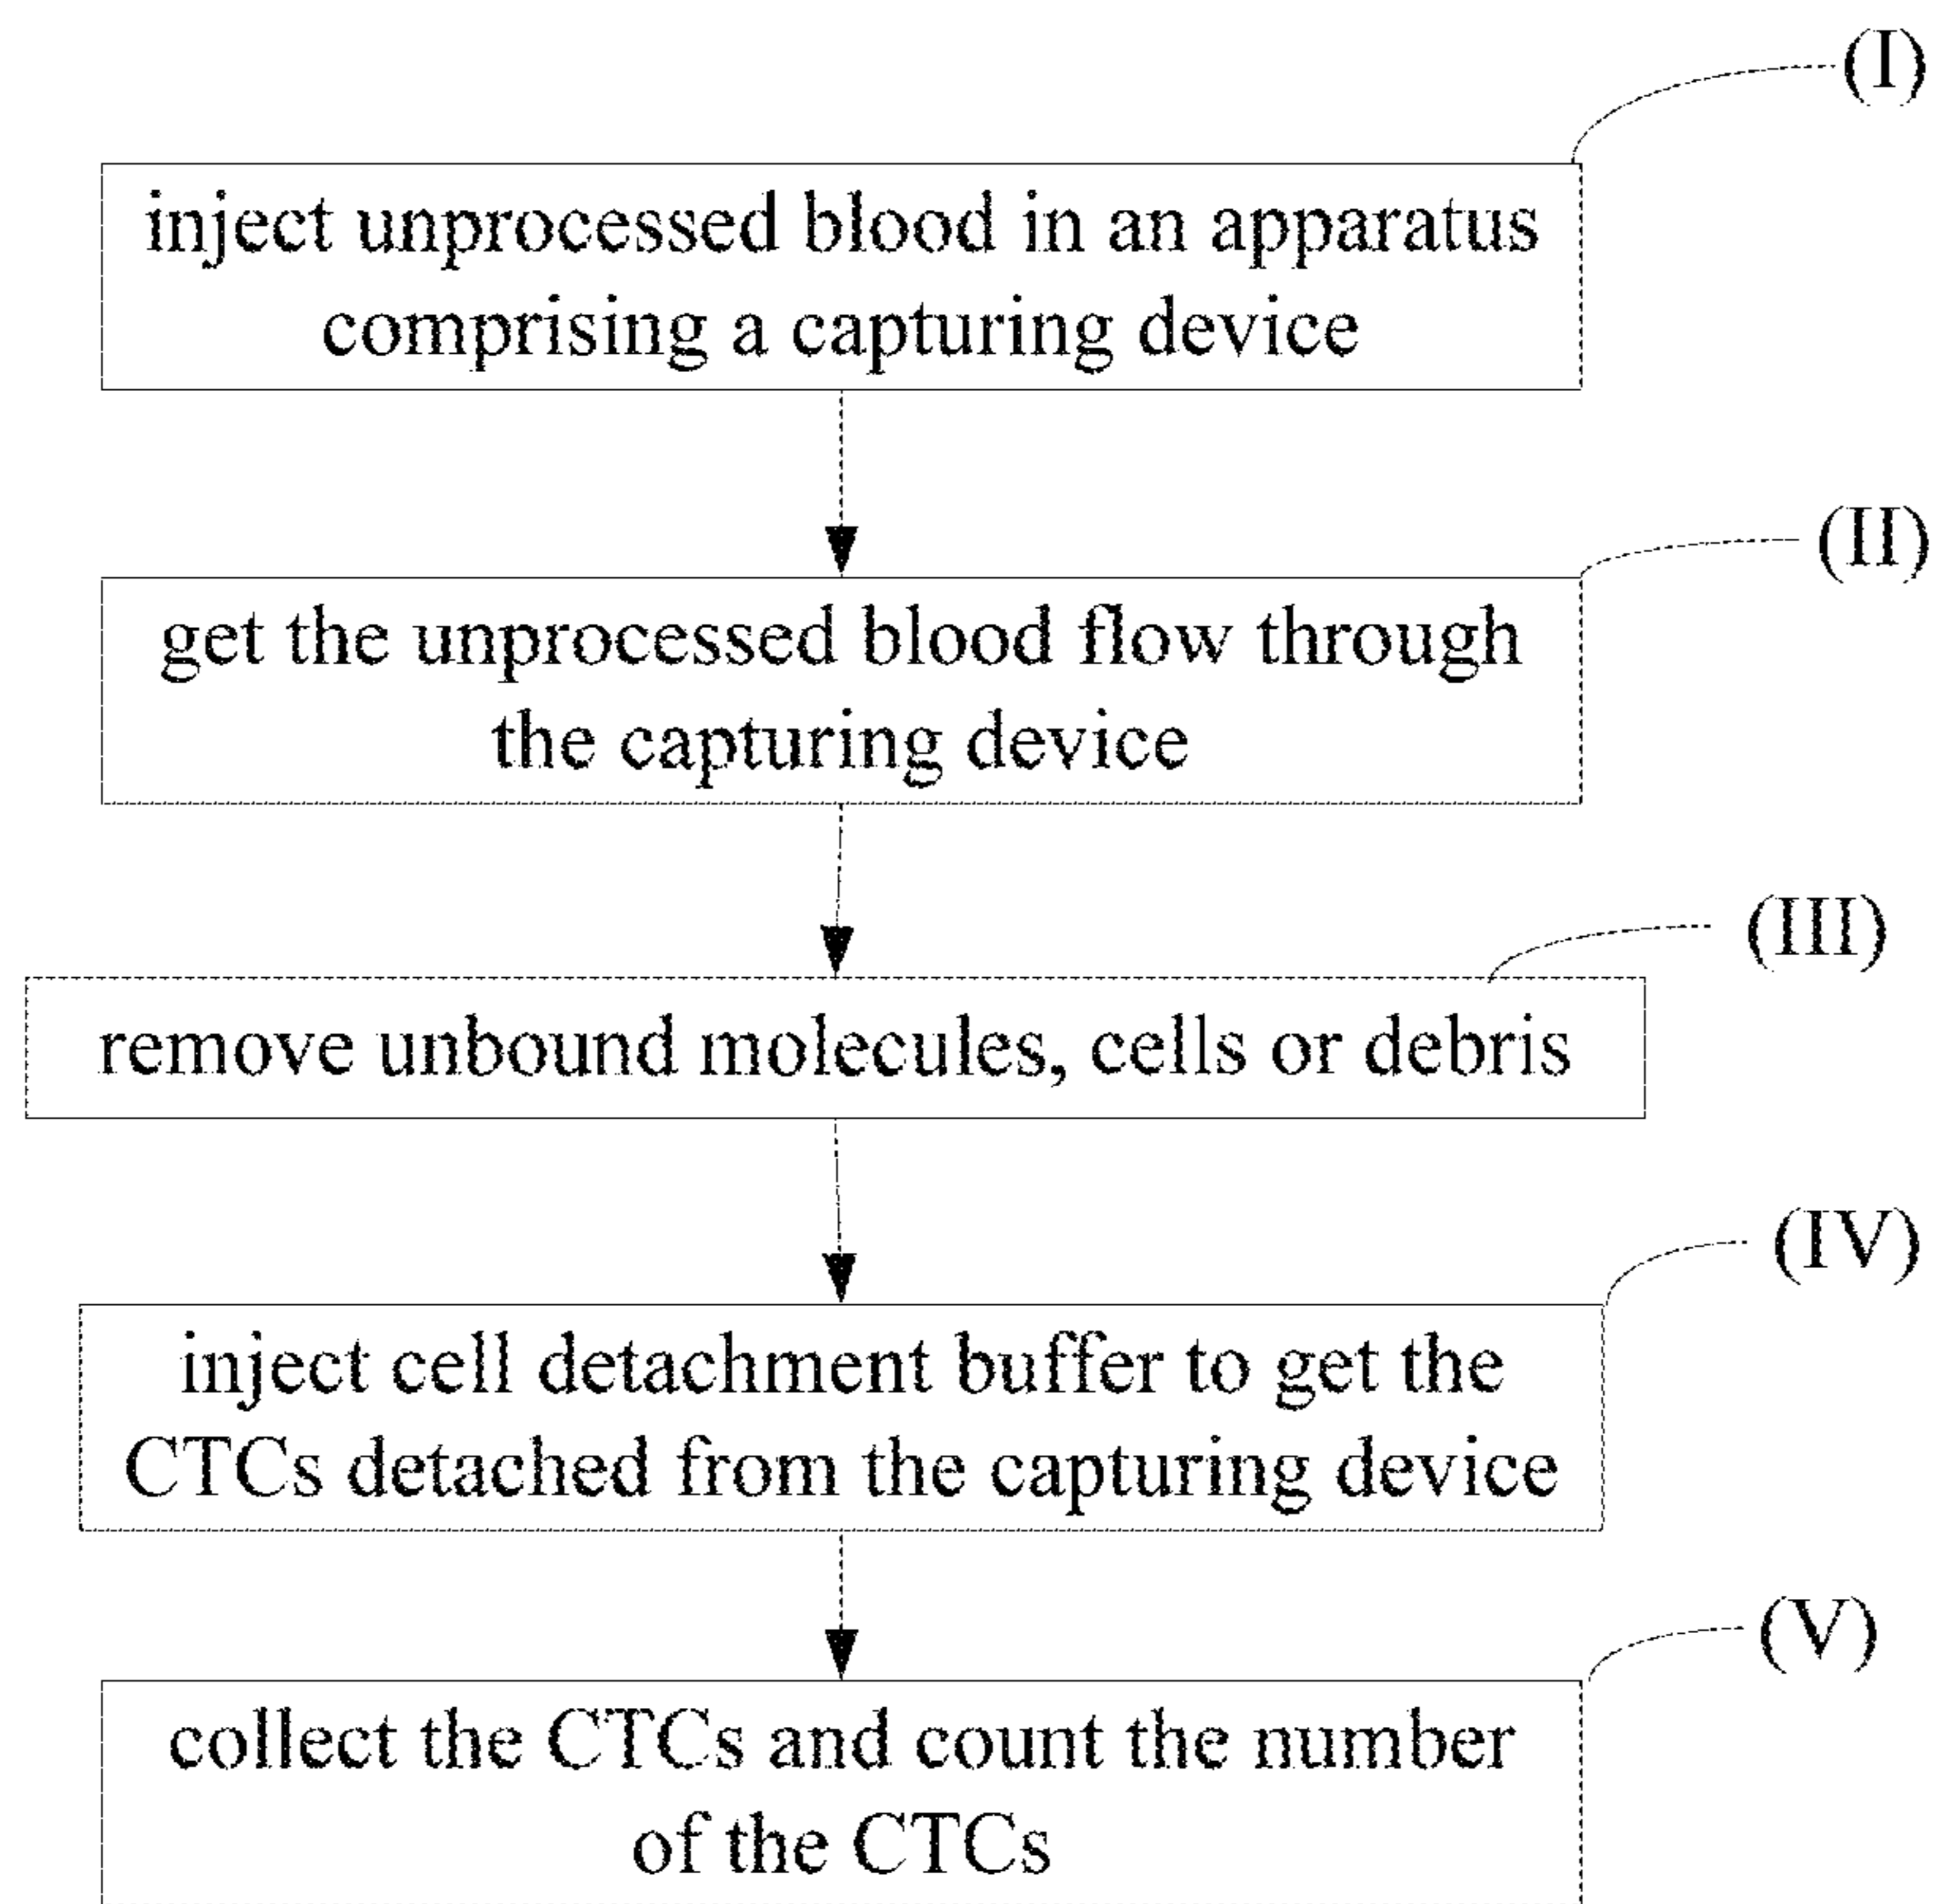 (I)
inject unprocessed blood in an apparatus
comprising a capturing device
(II)
get the unprocessed blood flow through
the capturing device
(III)
remove unbound molecules, cells or debris
(IV)
inject cell detachment buffer to get the
CTCs detached from the capturing device
(V)
collect the CTCs and count the number
of the CTCs